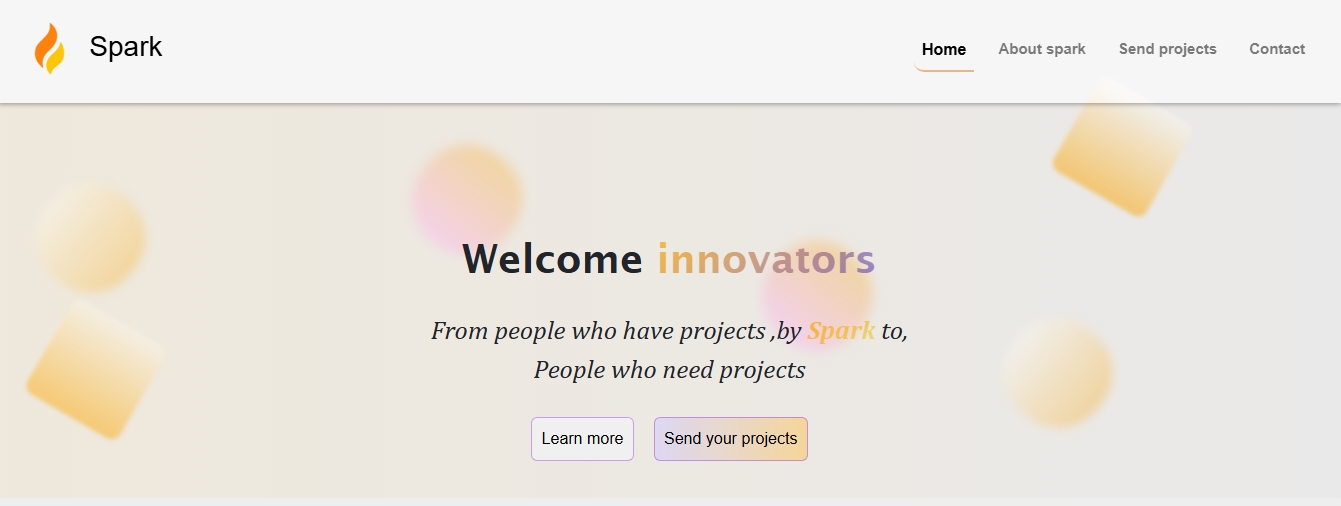 Spark
Home About spark Send projects Contact
Welcome innovators
From people who have projects ,by Spark to,
People who need projects
Learn more Send your projects